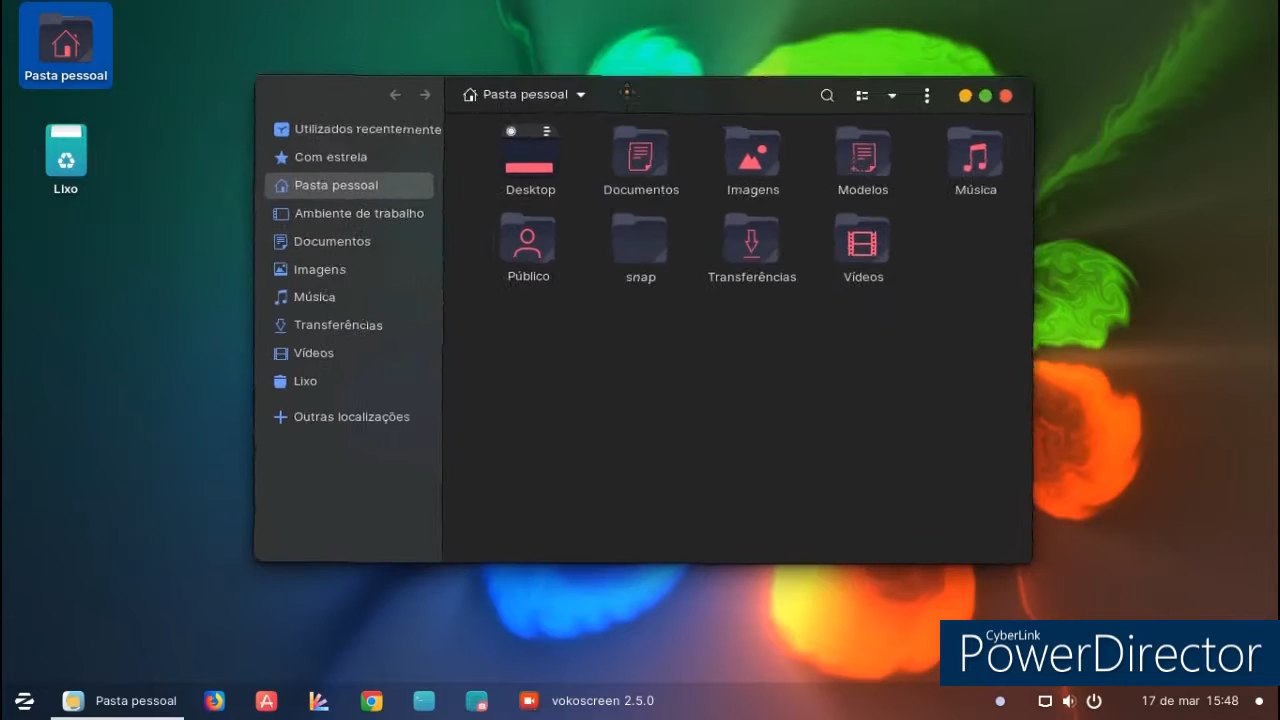 Pasta pessoal
Lixo
Pasta pessoal
Utilizados recentemente
Com estrela
Pasta pessoal
Ambiente de trabalho
Documentos
Imagens
Música
Transferências
Vídeos
Lixo
Outras localizações
Desktop
Documentos
Imagens
Modelos
Música
Público
snap
Transferências
Vídeos
CyberLink
PowerDirector
Pasta pessoal
vokoscreen 2.5.0
17 de mar 15:48